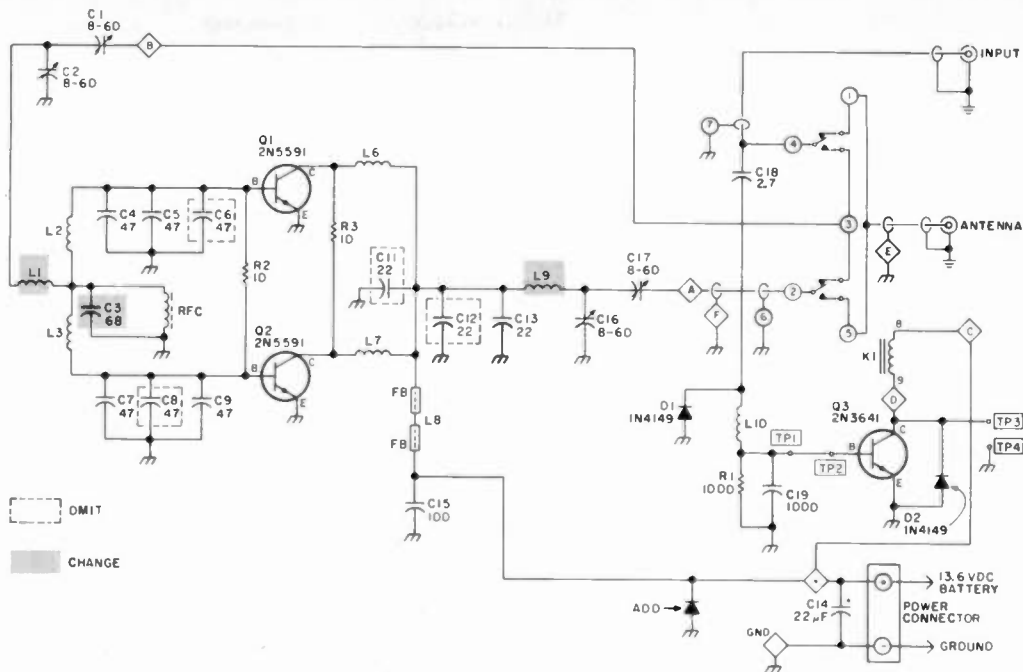 C1
8-60
B
C2
8-60
INPUT
1
7
4
C18
2.7
Q1
2N5591
B
C
E
L6
C4
47
C5
47
C6
47
L2
R3
10
3
ANTENNA
E
L1
R2
10
C11
22
C17
8-60
A
2
F
6
5
C3
68
RFC
L9
C12
22
C13
22
C16
8-60
L3
Q2
2N5591
B
C
E
L7
C7
47
C8
47
C9
47
FB
L8
FB
D1
1N4149
L10
K1
8
C
9
D
Q3
2N3641
C
B
E
TP1
TP2
TP3
TP4
R1
1000
C19
1000
D2
1N4149
C15
100
OMIT
CHANGE
ADD
+
C14
22µF
+
+
13.6 VDC
BATTERY
POWER
CONNECTOR
GND
-
GROUND